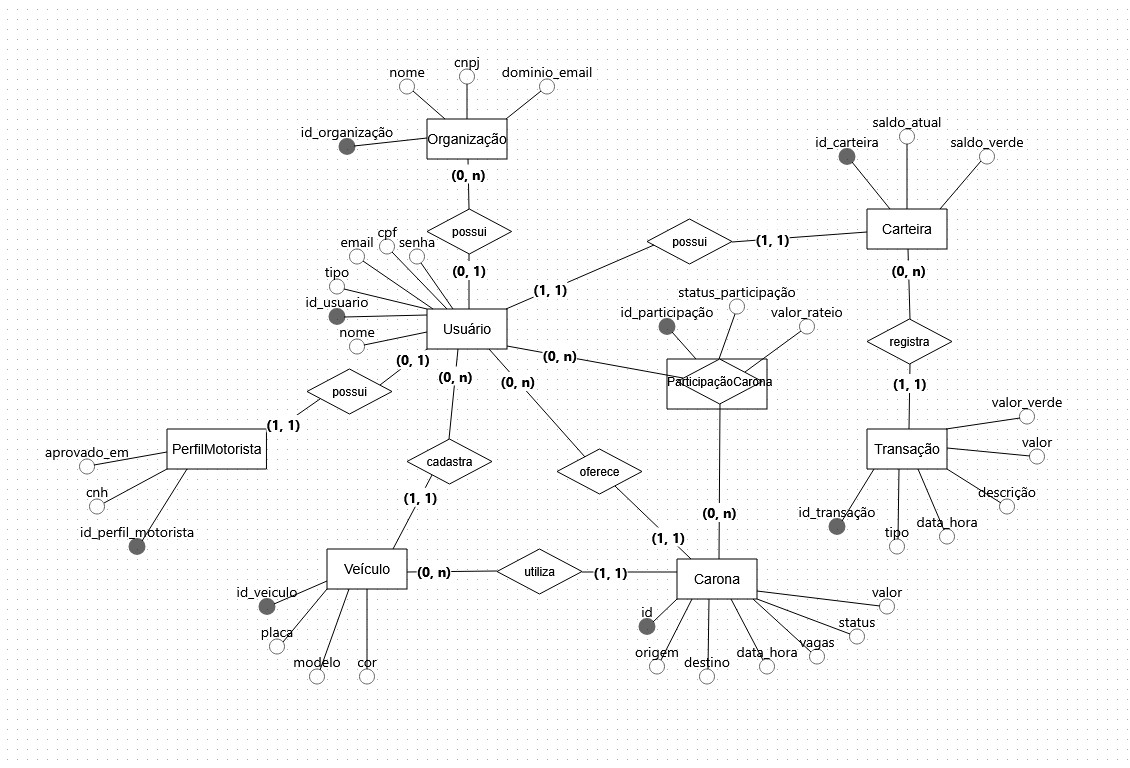 cnpj
nome
dominio_email
id_organização
Organização
(0, n)
possui
(0, 1)
saldo_atual
id_carteira
saldo_verde
Carteira
possui
(1, 1)
(1, 1)
(0, n)
cpf
email
senha
tipo
id_usuario
nome
Usuário
status_participação
id_participação
valor_rateio
(0, n)
ParticipaçãoCarona
registra
(1, 1)
(0, 1)
possui
(1, 1)
(0, n)
(0, n)
PerfilMotorista
aprovado_em
cnh
id_perfil_motorista
cadastra
(1, 1)
oferece
(1, 1)
(0, n)
valor_verde
Transação
valor
descrição
id_transação
tipo
data_hora
Veículo
(0, n)
utiliza
(1, 1)
Carona
id_veiculo
placa
modelo
cor
id
origem
destino
data_hora
vagas
status
valor